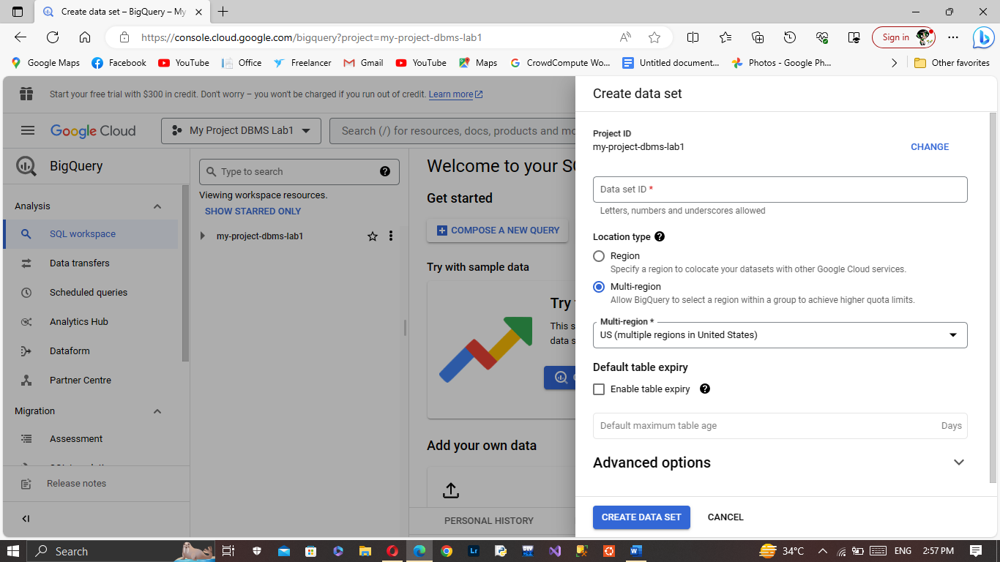 Create data set – BigQuery – My
https://console.cloud.google.com/bigquery?project=my-project-dbms-lab1
Sign in
Google Maps
Facebook
YouTube
Office
Freelancer
Gmail
YouTube
Maps
CrowdCompute Wo...
Untitled document...
Photos - Google Ph...
Other favorites
Start your free trial with $300 in credit. Don't worry – you won't be charged if you run out of credit. Learn more
Google Cloud
My Project DBMS Lab1
Search (/) for resources, docs, products and mo
BigQuery
Analysis
SQL workspace
Data transfers
Scheduled queries
Analytics Hub
Dataform
Partner Centre
Migration
Assessment
Release notes
Type to search
Viewing workspace resources.
SHOW STARRED ONLY
my-project-dbms-lab1
Welcome to your S
Get started
COMPOSE A NEW QUERY
Try with sample data
Try
This s
data s
Add your own data
PERSONAL HISTORY
Create data set
Project ID
my-project-dbms-lab1
CHANGE
Data set ID *
Letters, numbers and underscores allowed
Location type
Region
Specify a region to colocate your datasets with other Google Cloud services.
Multi-region
Allow BigQuery to select a region within a group to achieve higher quota limits.
Multi-region *
US (multiple regions in United States)
Default table expiry
Enable table expiry
Default maximum table age
Days
Advanced options
CREATE DATA SET
CANCEL
Search
34°C
ENG
2:57 PM